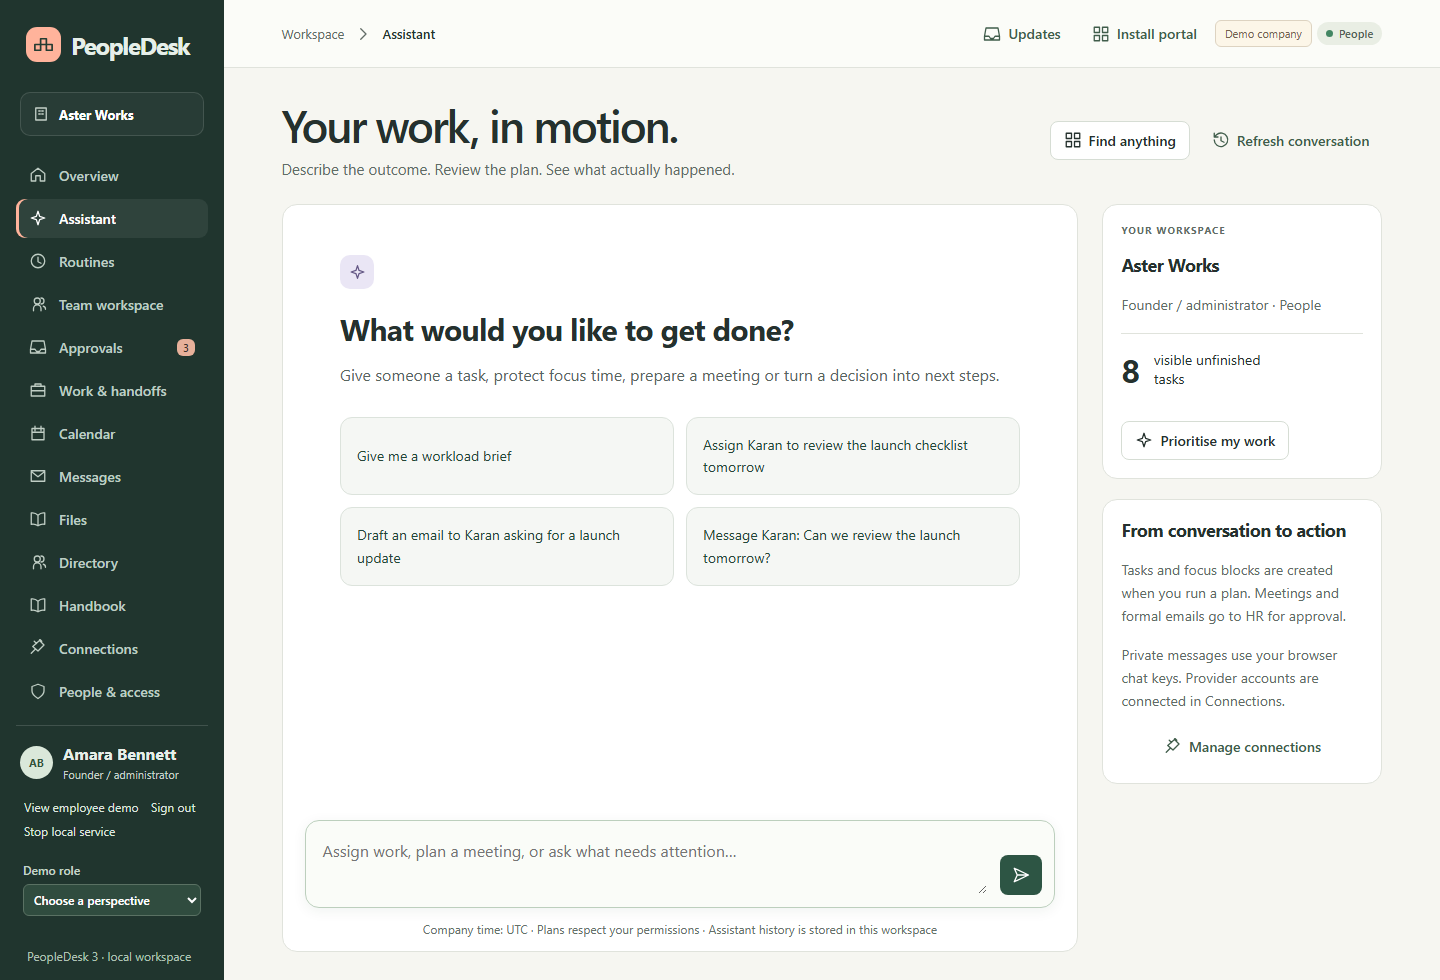 PeopleDesk
Aster Works
Overview
Assistant
Routines
Team workspace
Approvals 3
Work & handoffs
Calendar
Messages
Files
Directory
Handbook
Connections
People & access
AB
Amara Bennett
Founder / administrator
View employee demo Sign out
Stop local service
Demo role
Choose a perspective
PeopleDesk 3 · local workspace
Workspace Assistant
Updates
Install portal
Demo company
People
Your work, in motion.
Describe the outcome. Review the plan. See what actually happened.
Find anything
Refresh conversation
What would you like to get done?
Give someone a task, protect focus time, prepare a meeting or turn a decision into next steps.
Give me a workload brief
Assign Karan to review the launch checklist
tomorrow
Draft an email to Karan asking for a launch
update
Message Karan: Can we review the launch
tomorrow?
Assign work, plan a meeting, or ask what needs attention...
Company time: UTC · Plans respect your permissions · Assistant history is stored in this workspace
YOUR WORKSPACE
Aster Works
Founder / administrator · People
8 visible unfinished
tasks
Prioritise my work
From conversation to action
Tasks and focus blocks are created
when you run a plan. Meetings and
formal emails go to HR for approval.
Private messages use your browser
chat keys. Provider accounts are
connected in Connections.
Manage connections